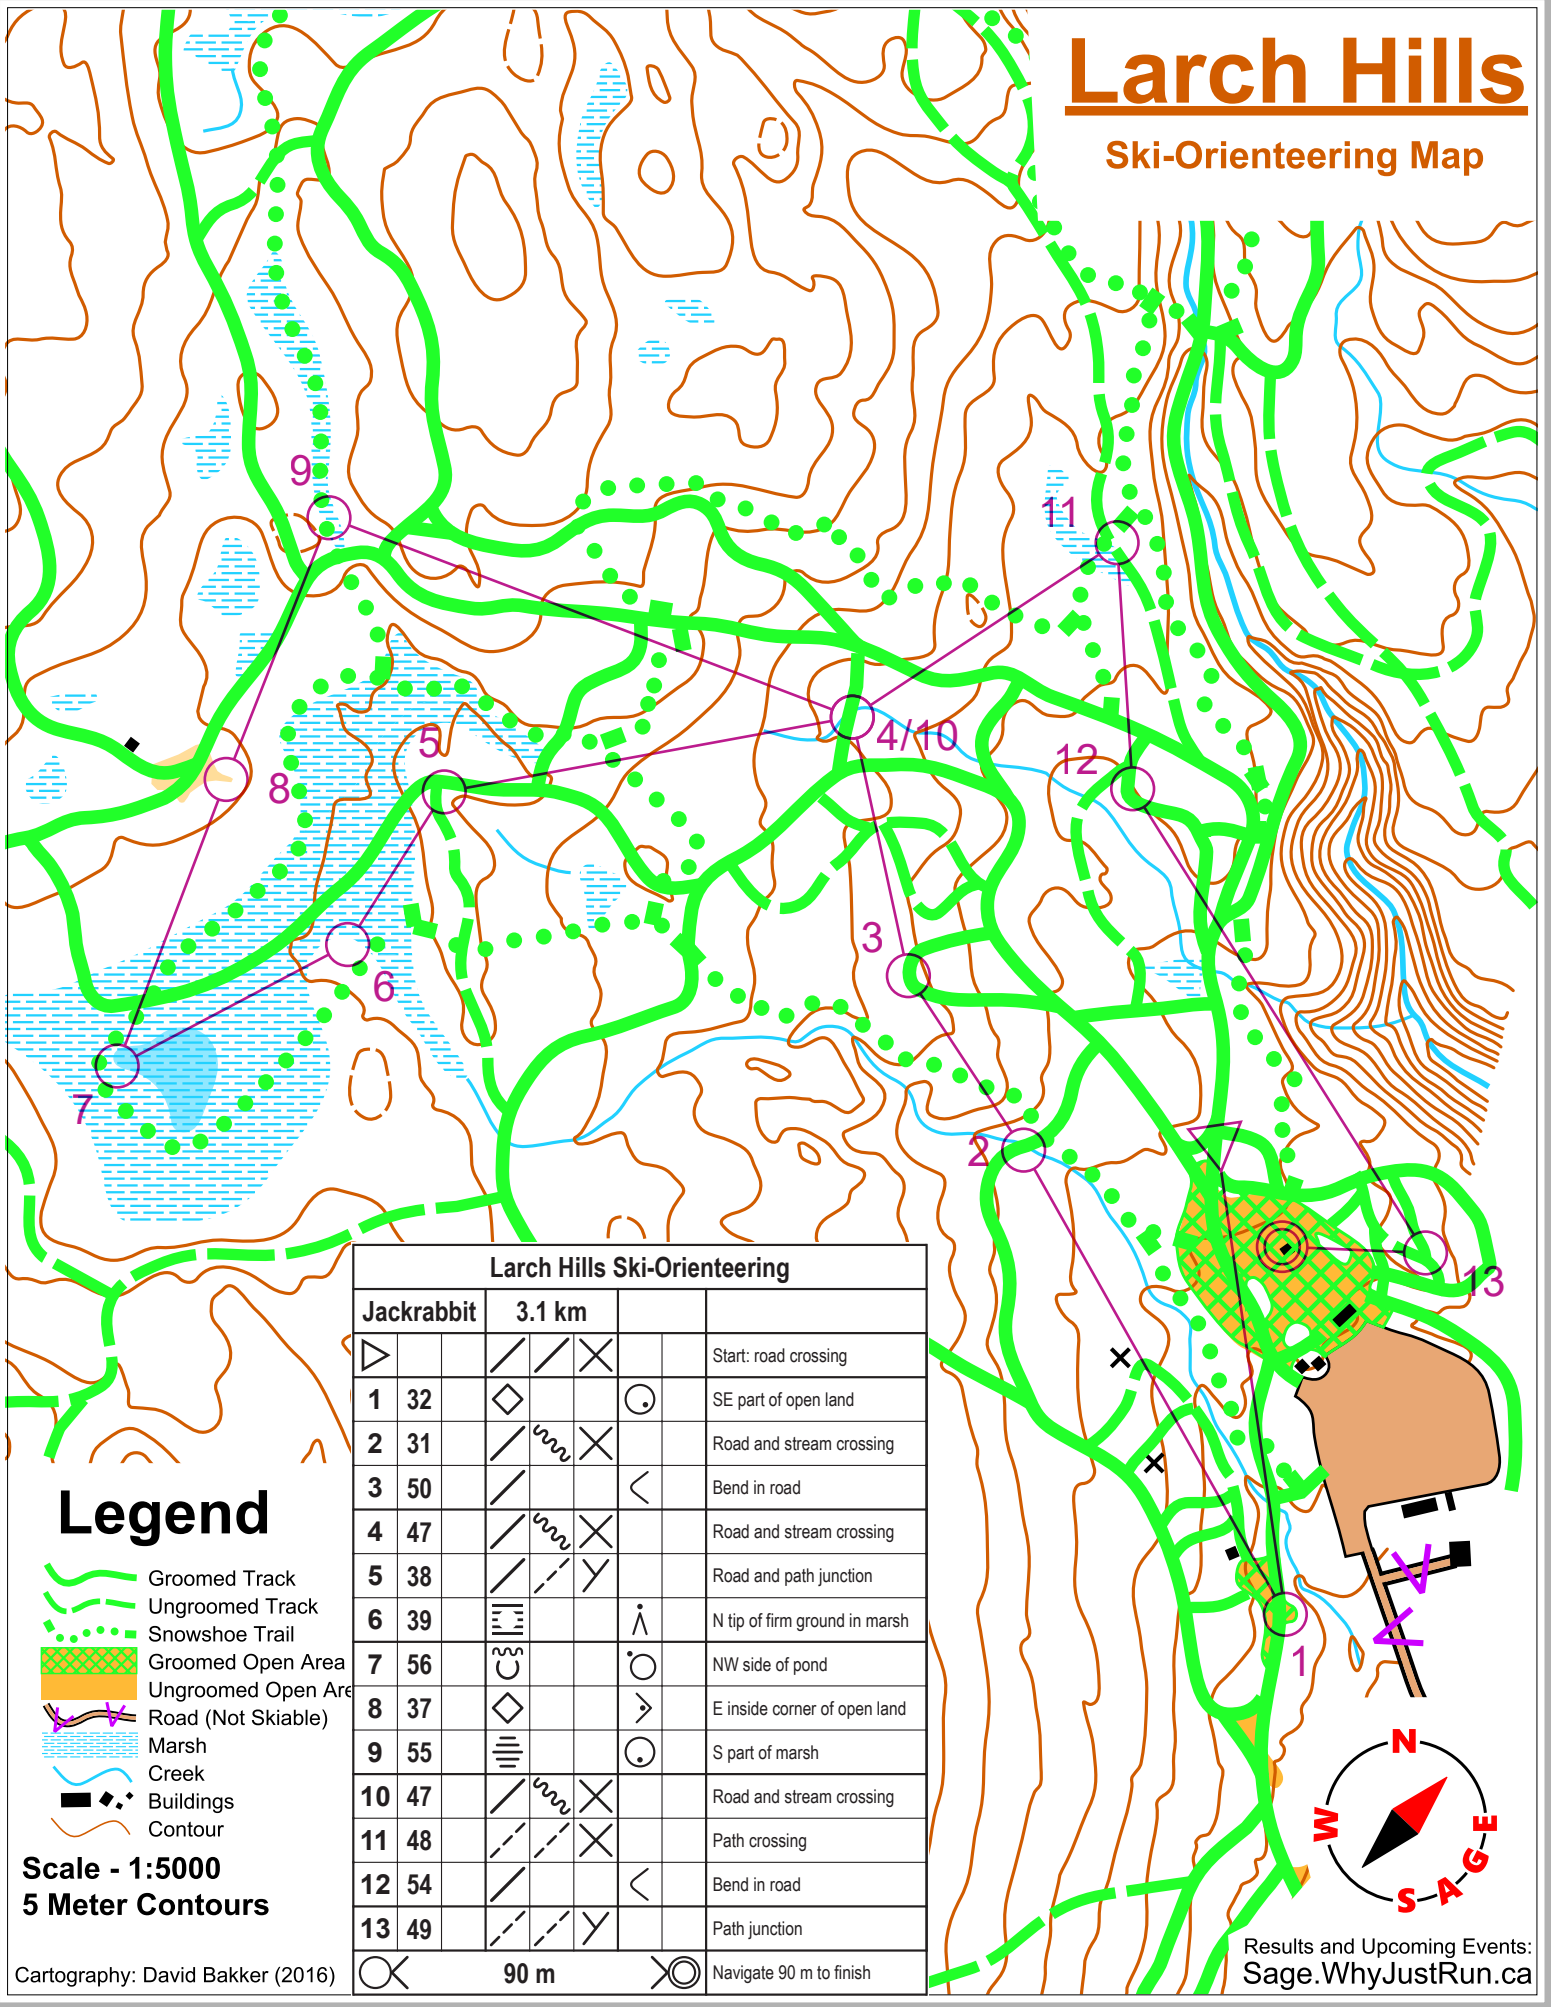 Larch Hills
Ski-Orienteering Map
9
11
5
4/10
12
8
3
6
7
2
13
1
Larch Hills Ski-Orienteering
Jackrabbit 3.1 km
Start: road crossing
1 32 SE part of open land
2 31 Road and stream crossing
3 50 Bend in road
4 47 Road and stream crossing
5 38 Road and path junction
6 39 N tip of firm ground in marsh
7 56 NW side of pond
8 37 E inside corner of open land
9 55 S part of marsh
10 47 Road and stream crossing
11 48 Path crossing
12 54 Bend in road
13 49 Path junction
90 m Navigate 90 m to finish
Legend
Groomed Track
Ungroomed Track
Snowshoe Trail
Groomed Open Area
Ungroomed Open Are
Road (Not Skiable)
Marsh
Creek
Buildings
Contour
Scale - 1:5000
5 Meter Contours
Cartography: David Bakker (2016)
N
W
E
S A G E
Results and Upcoming Events:
Sage.WhyJustRun.ca